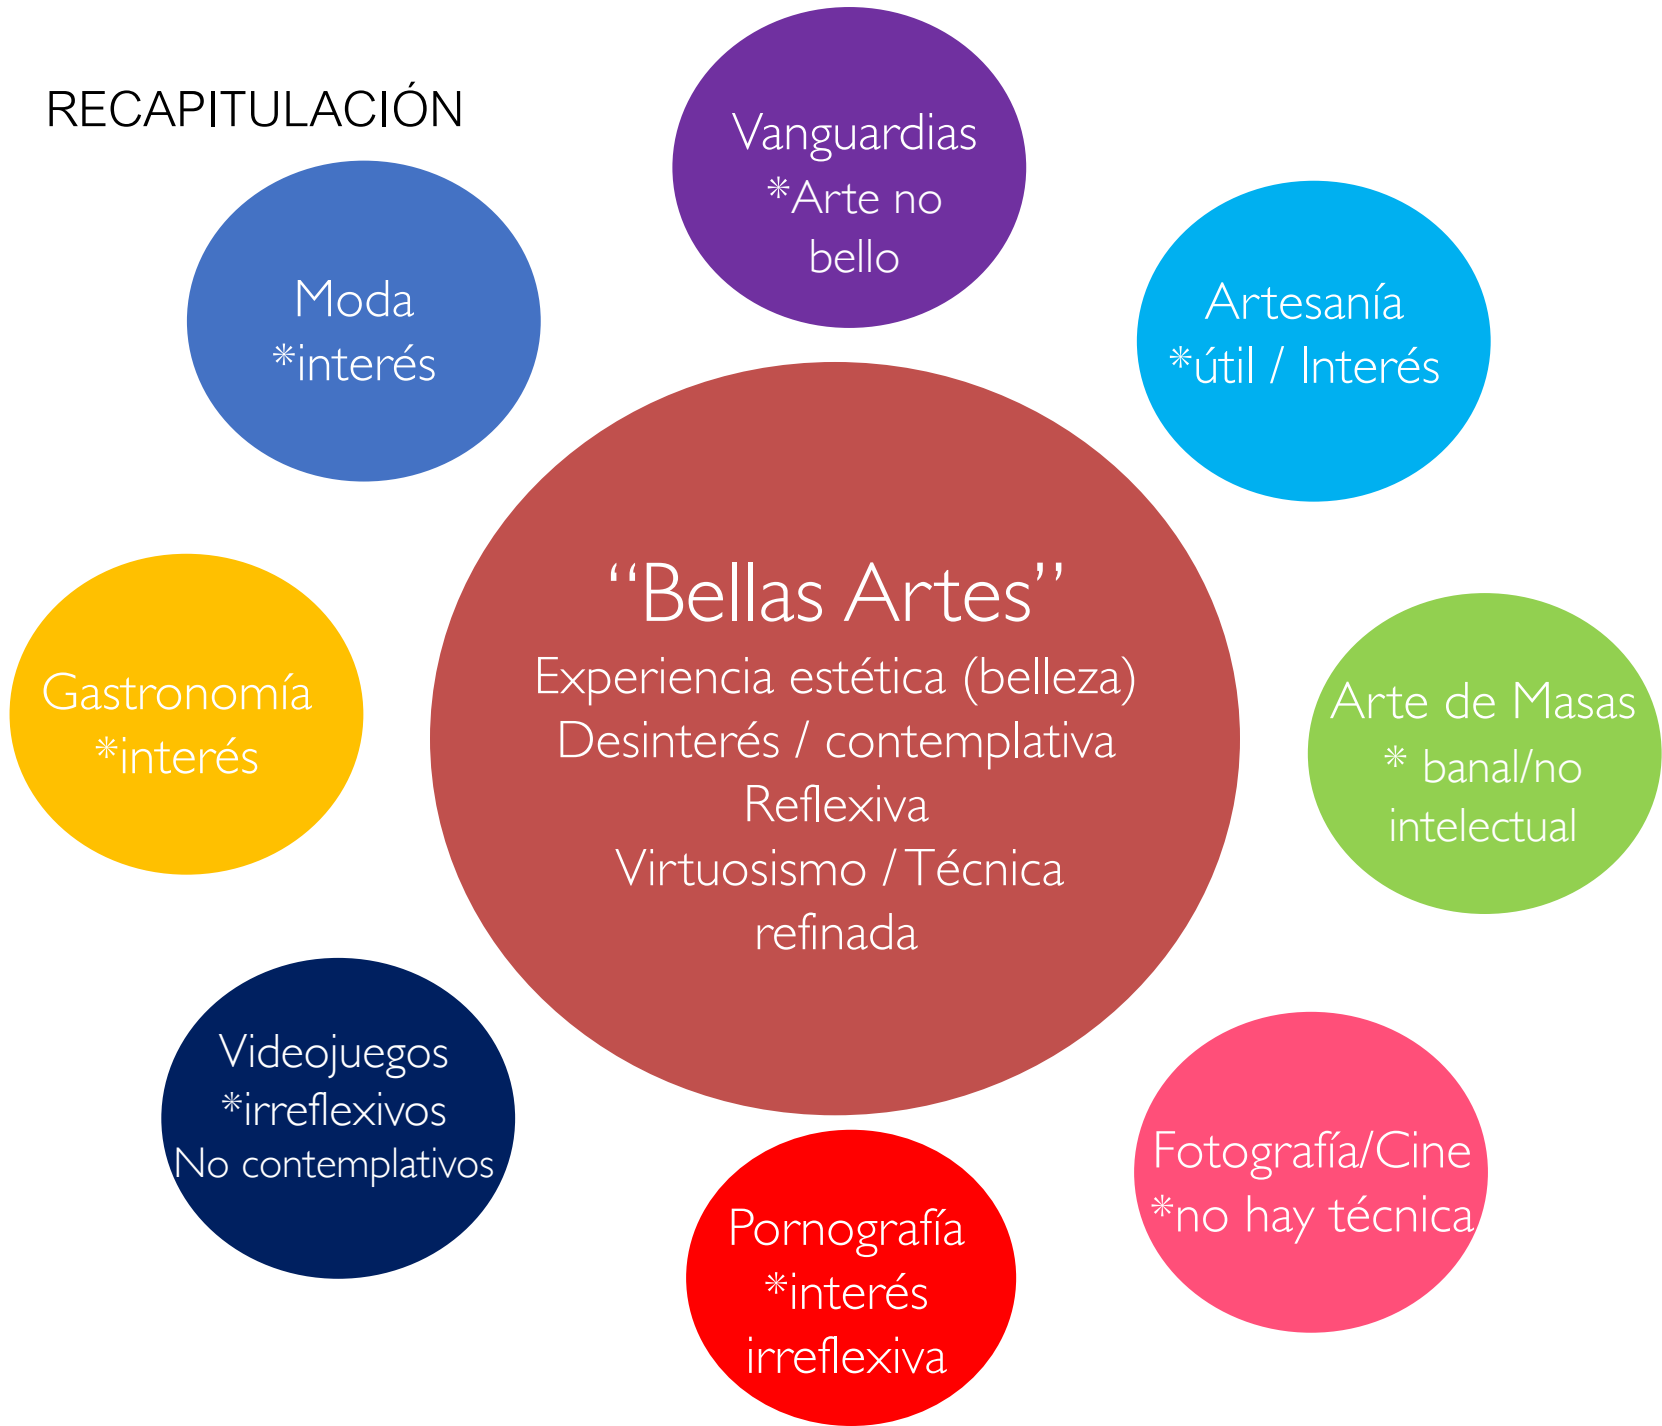 RECAPITULACIÓN
Vanguardias
*Arte no
bello
Moda
*interés
Artesanía
*útil / Interés
“Bellas Artes”
Experiencia estética (belleza)
Desinterés / contemplativa
Reflexiva
Virtuosismo / Técnica
refinada
Gastronomía
*interés
Arte de Masas
* banal/no
intelectual
Videojuegos
*irreflexivos
No contemplativos
Fotografía/Cine
*no hay técnica
Pornografía
*interés
irreflexiva